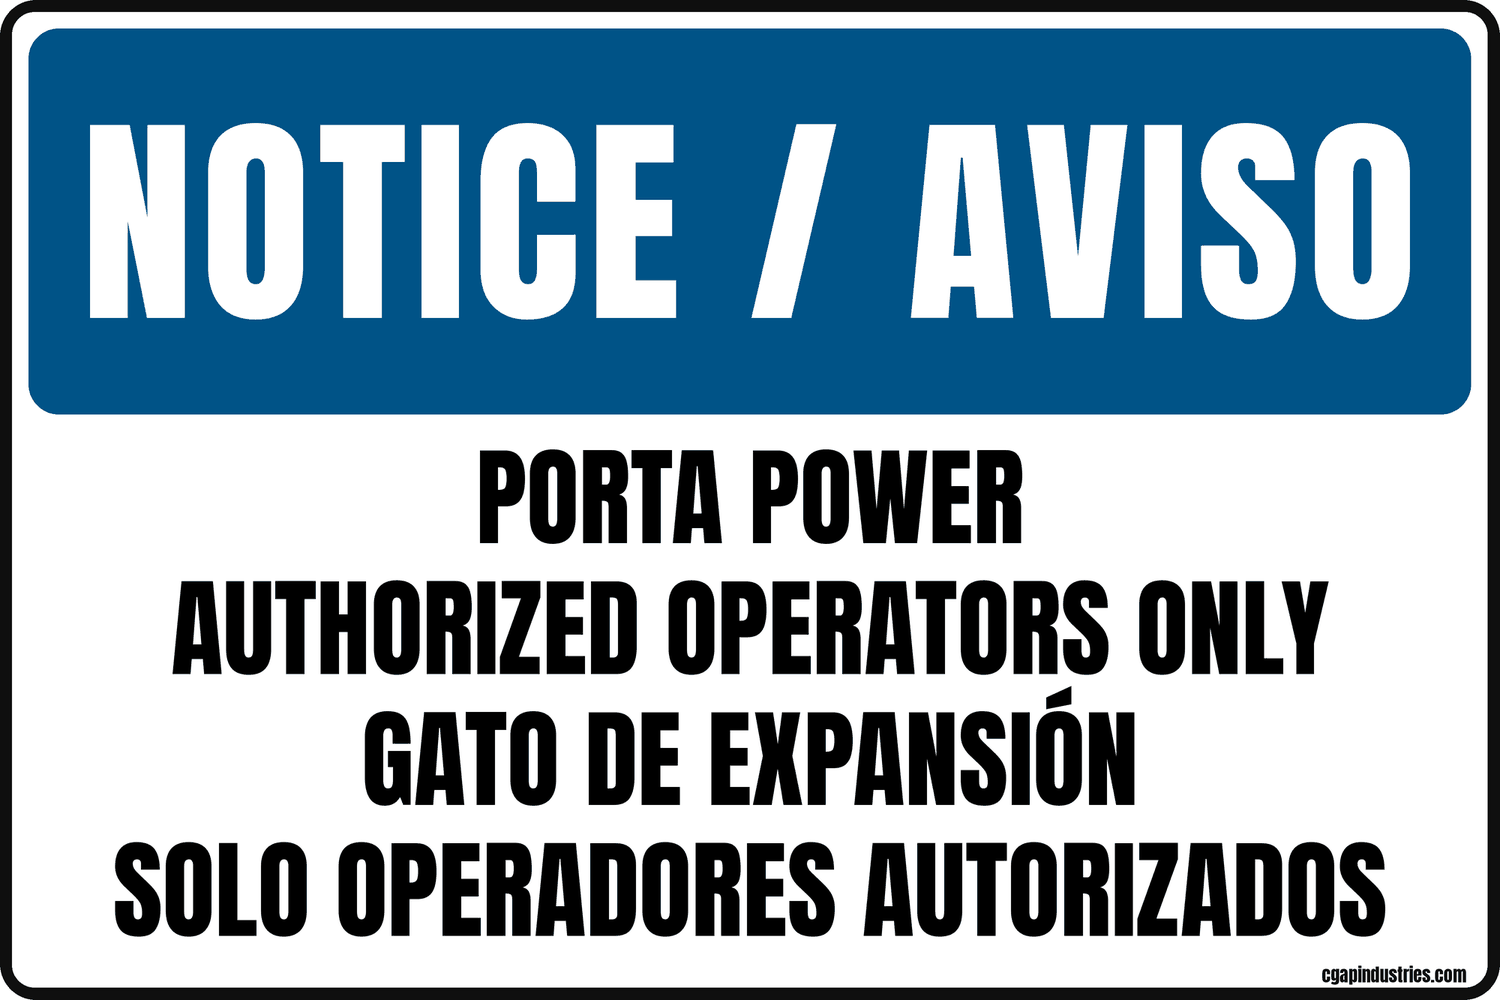 NOTICE / AVISO
PORTA POWER
AUTHORIZED OPERATORS ONLY
GATO DE EXPANSIÓN
SOLO OPERADORES AUTORIZADOS
cgapindustries.com